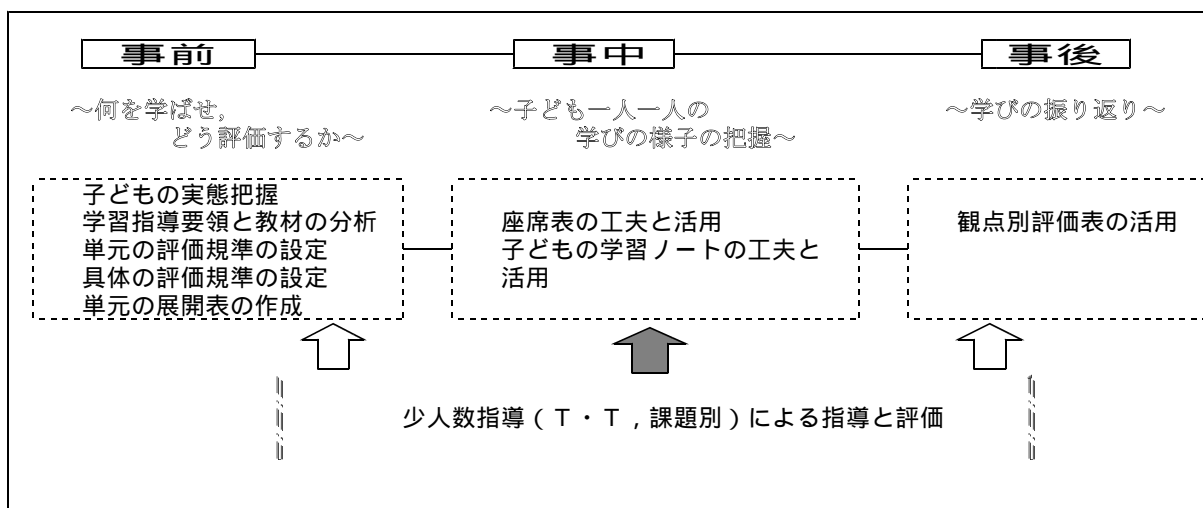 事前
事中
事後
～何を学ばせ,
どう評価するか～
～子ども一人一人の
学びの様子の把握～
～学びの振り返り～
子どもの実態把握
学習指導要領と教材の分析
単元の評価規準の設定
具体の評価規準の設定
単元の展開表の作成
座席表の工夫と活用
子どもの学習ノートの工夫と
活用
観点別評価表の活用
少人数指導(T・T,課題別)による指導と評価